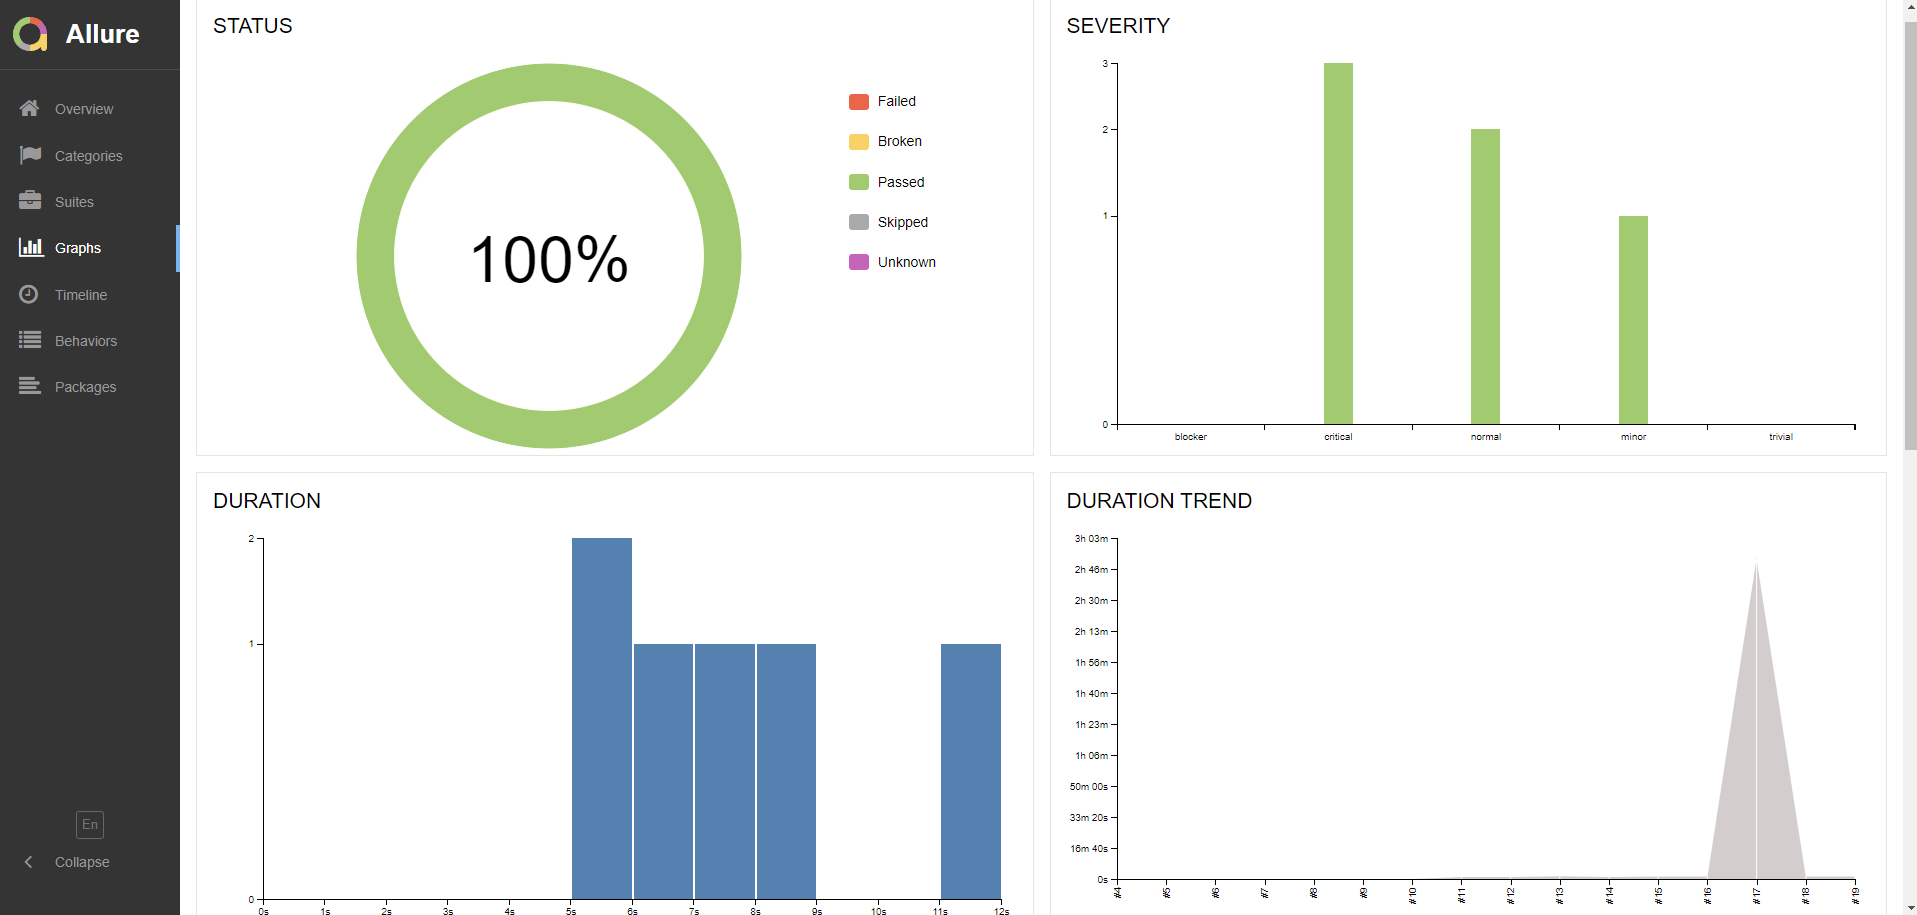 Allure
Overview
Categories
Suites
Graphs
Timeline
Behaviors
Packages
En
Collapse
STATUS
100%
Failed
Broken
Passed
Skipped
Unknown
SEVERITY
3
2
1
0
blocker critical normal minor trivial
DURATION
2
1
0
0s 1s 2s 3s 4s 5s 6s 7s 8s 9s 10s 11s 12s
DURATION TREND
3h 03m
2h 46m
2h 30m
2h 13m
1h 56m
1h 40m
1h 23m
1h 06m
50m 00s
33m 20s
16m 40s
0s
#4 #5 #6 #7 #8 #9 #10 #11 #12 #13 #14 #15 #16 #17 #18 #19